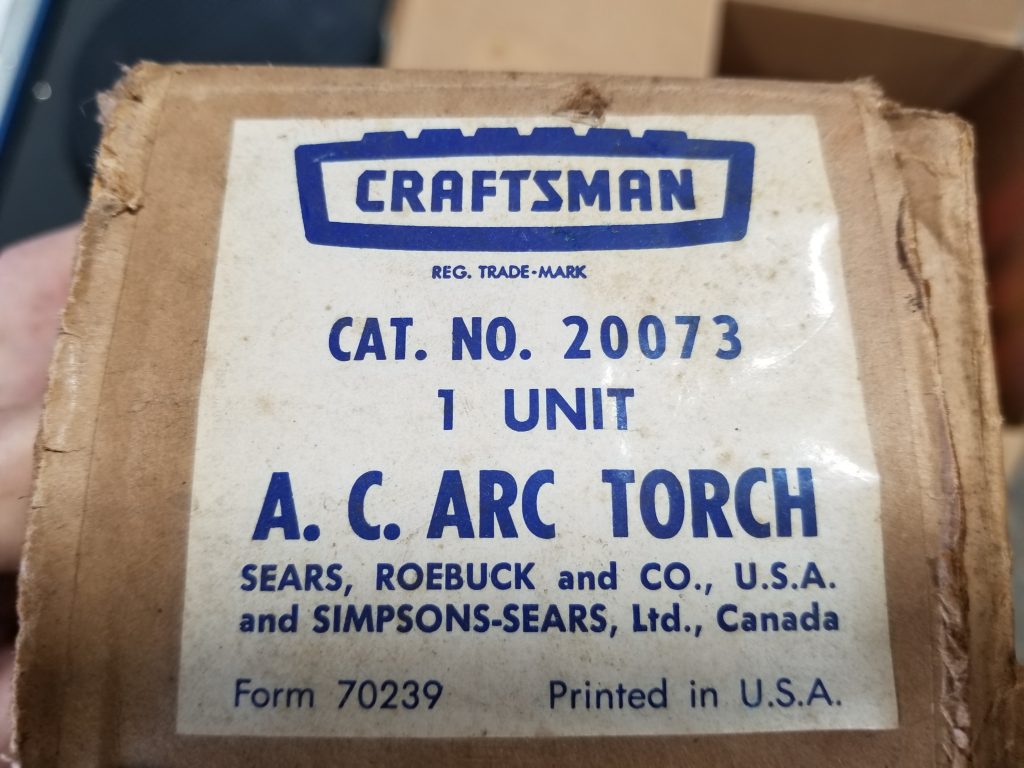 CRAFTSMAN
REG. TRADE-MARK
CAT. NO. 20073
1 UNIT
A. C. ARC TORCH
SEARS, ROEBUCK and CO., U.S.A.
and SIMPSONS-SEARS, Ltd., Canada
Form 70239 Printed in U.S.A.